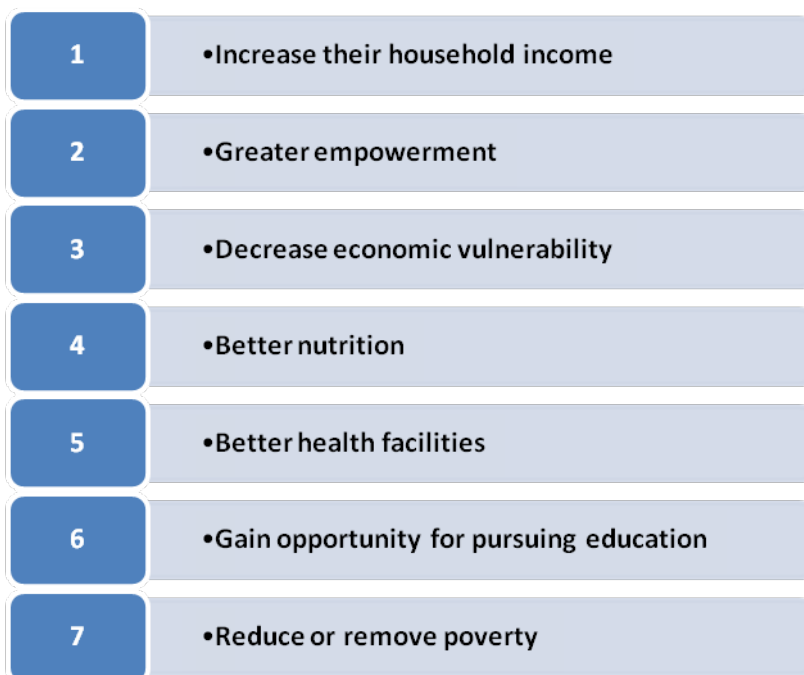 1 •Increase their household income
2 •Greater empowerment
3 •Decrease economic vulnerability
4 •Better nutrition
5 •Better health facilities
6 •Gain opportunity for pursuing education
7 •Reduce or remove poverty